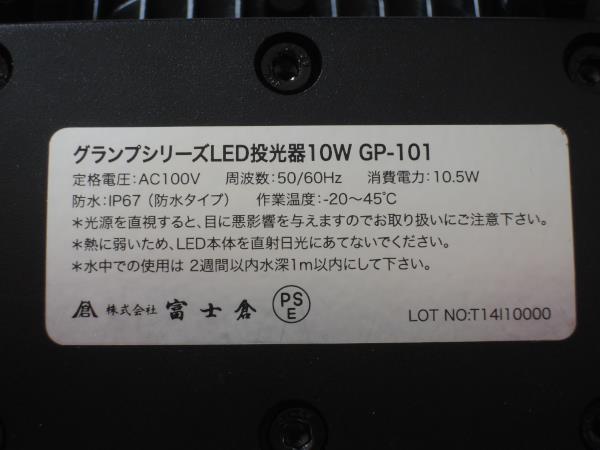 グランプシリーズLED投光器10W GP-101
定格電圧:AC100V 周波数:50/60Hz 消費電力:10.5W
防水:IP67（防水タイプ） 作業温度:-20〜45℃
＊光源を直視すると、目に悪影響を与えますのでお取り扱いにご注意下さい。
＊熱に弱いため、LED本体を直射日光にあてないでください。
＊水中での使用は 2週間以内水深1m以内にして下さい。
倉 株式会社 富士倉 PSE LOT NO:T14I10000